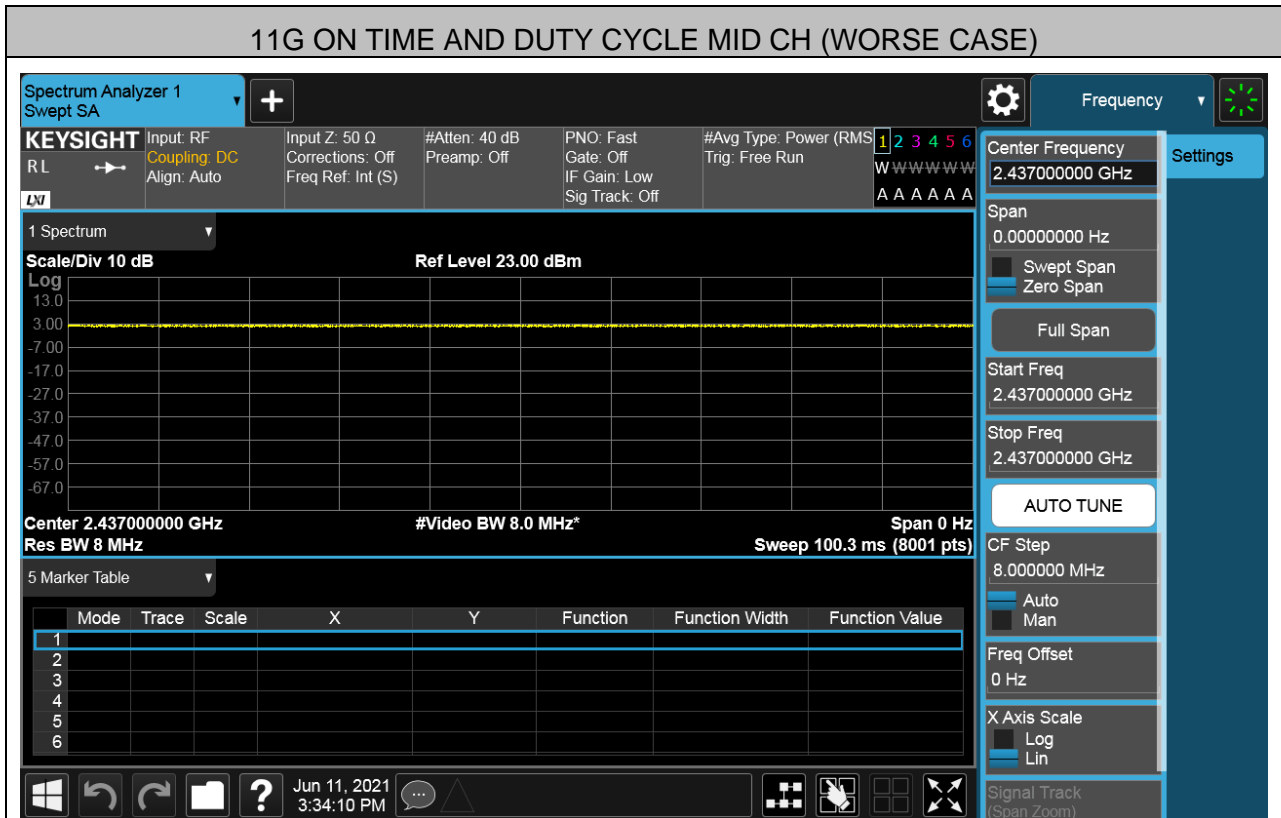 11G ON TIME AND DUTY CYCLE MID CH (WORSE CASE)
Spectrum Analyzer 1
Swept SA
Frequency
KEYSIGHT
RL
LXI
Input: RF
Coupling: DC
Align: Auto
Input Z: 50 Ω
Corrections: Off
Freq Ref: Int (S)
#Atten: 40 dB
Preamp: Off
PNO: Fast
Gate: Off
IF Gain: Low
Sig Track: Off
#Avg Type: Power (RMS
Trig: Free Run
1 2 3 4 5 6
W W W W W W
A A A A A A
1 Spectrum
Scale/Div 10 dB
Ref Level 23.00 dBm
Log
13.0
3.00
-7.00
-17.0
-27.0
-37.0
-47.0
-57.0
-67.0
Center 2.437000000 GHz
#Video BW 8.0 MHz*
Span 0 Hz
Res BW 8 MHz
Sweep 100.3 ms (8001 pts)
5 Marker Table
Mode Trace Scale X Y Function Function Width Function Value
1
2
3
4
5
6
?
Jun 11, 2021
3:34:10 PM
Center Frequency
2.437000000 GHz
Settings
Span
0.00000000 Hz
Swept Span
Zero Span
Full Span
Start Freq
2.437000000 GHz
Stop Freq
2.437000000 GHz
AUTO TUNE
CF Step
8.000000 MHz
Auto
Man
Freq Offset
0 Hz
X Axis Scale
Log
Lin
Signal Track
(Span Zoom)